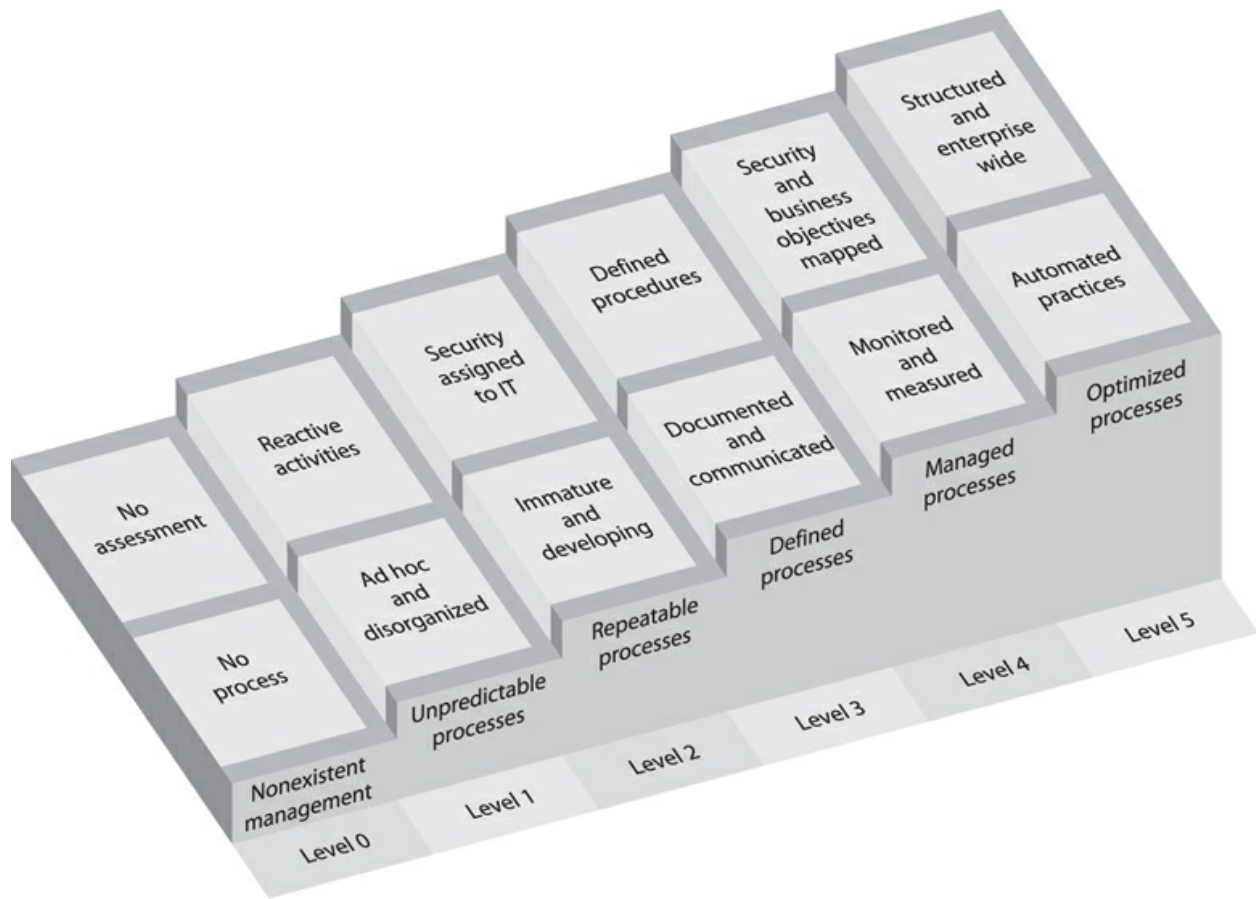 No
assessment
No
process
Nonexistent
management
Level 0
Reactive
activities
Ad hoc
and
disorganized
Unpredictable
processes
Level 1
Security
assigned
to IT
Immature
and
developing
Repeatable
processes
Level 2
Defined
procedures
Documented
and
communicated
Defined
processes
Level 3
Security
and
business
objectives
mapped
Monitored
and
measured
Managed
processes
Level 4
Structured
and
enterprise
wide
Automated
practices
Optimized
processes
Level 5